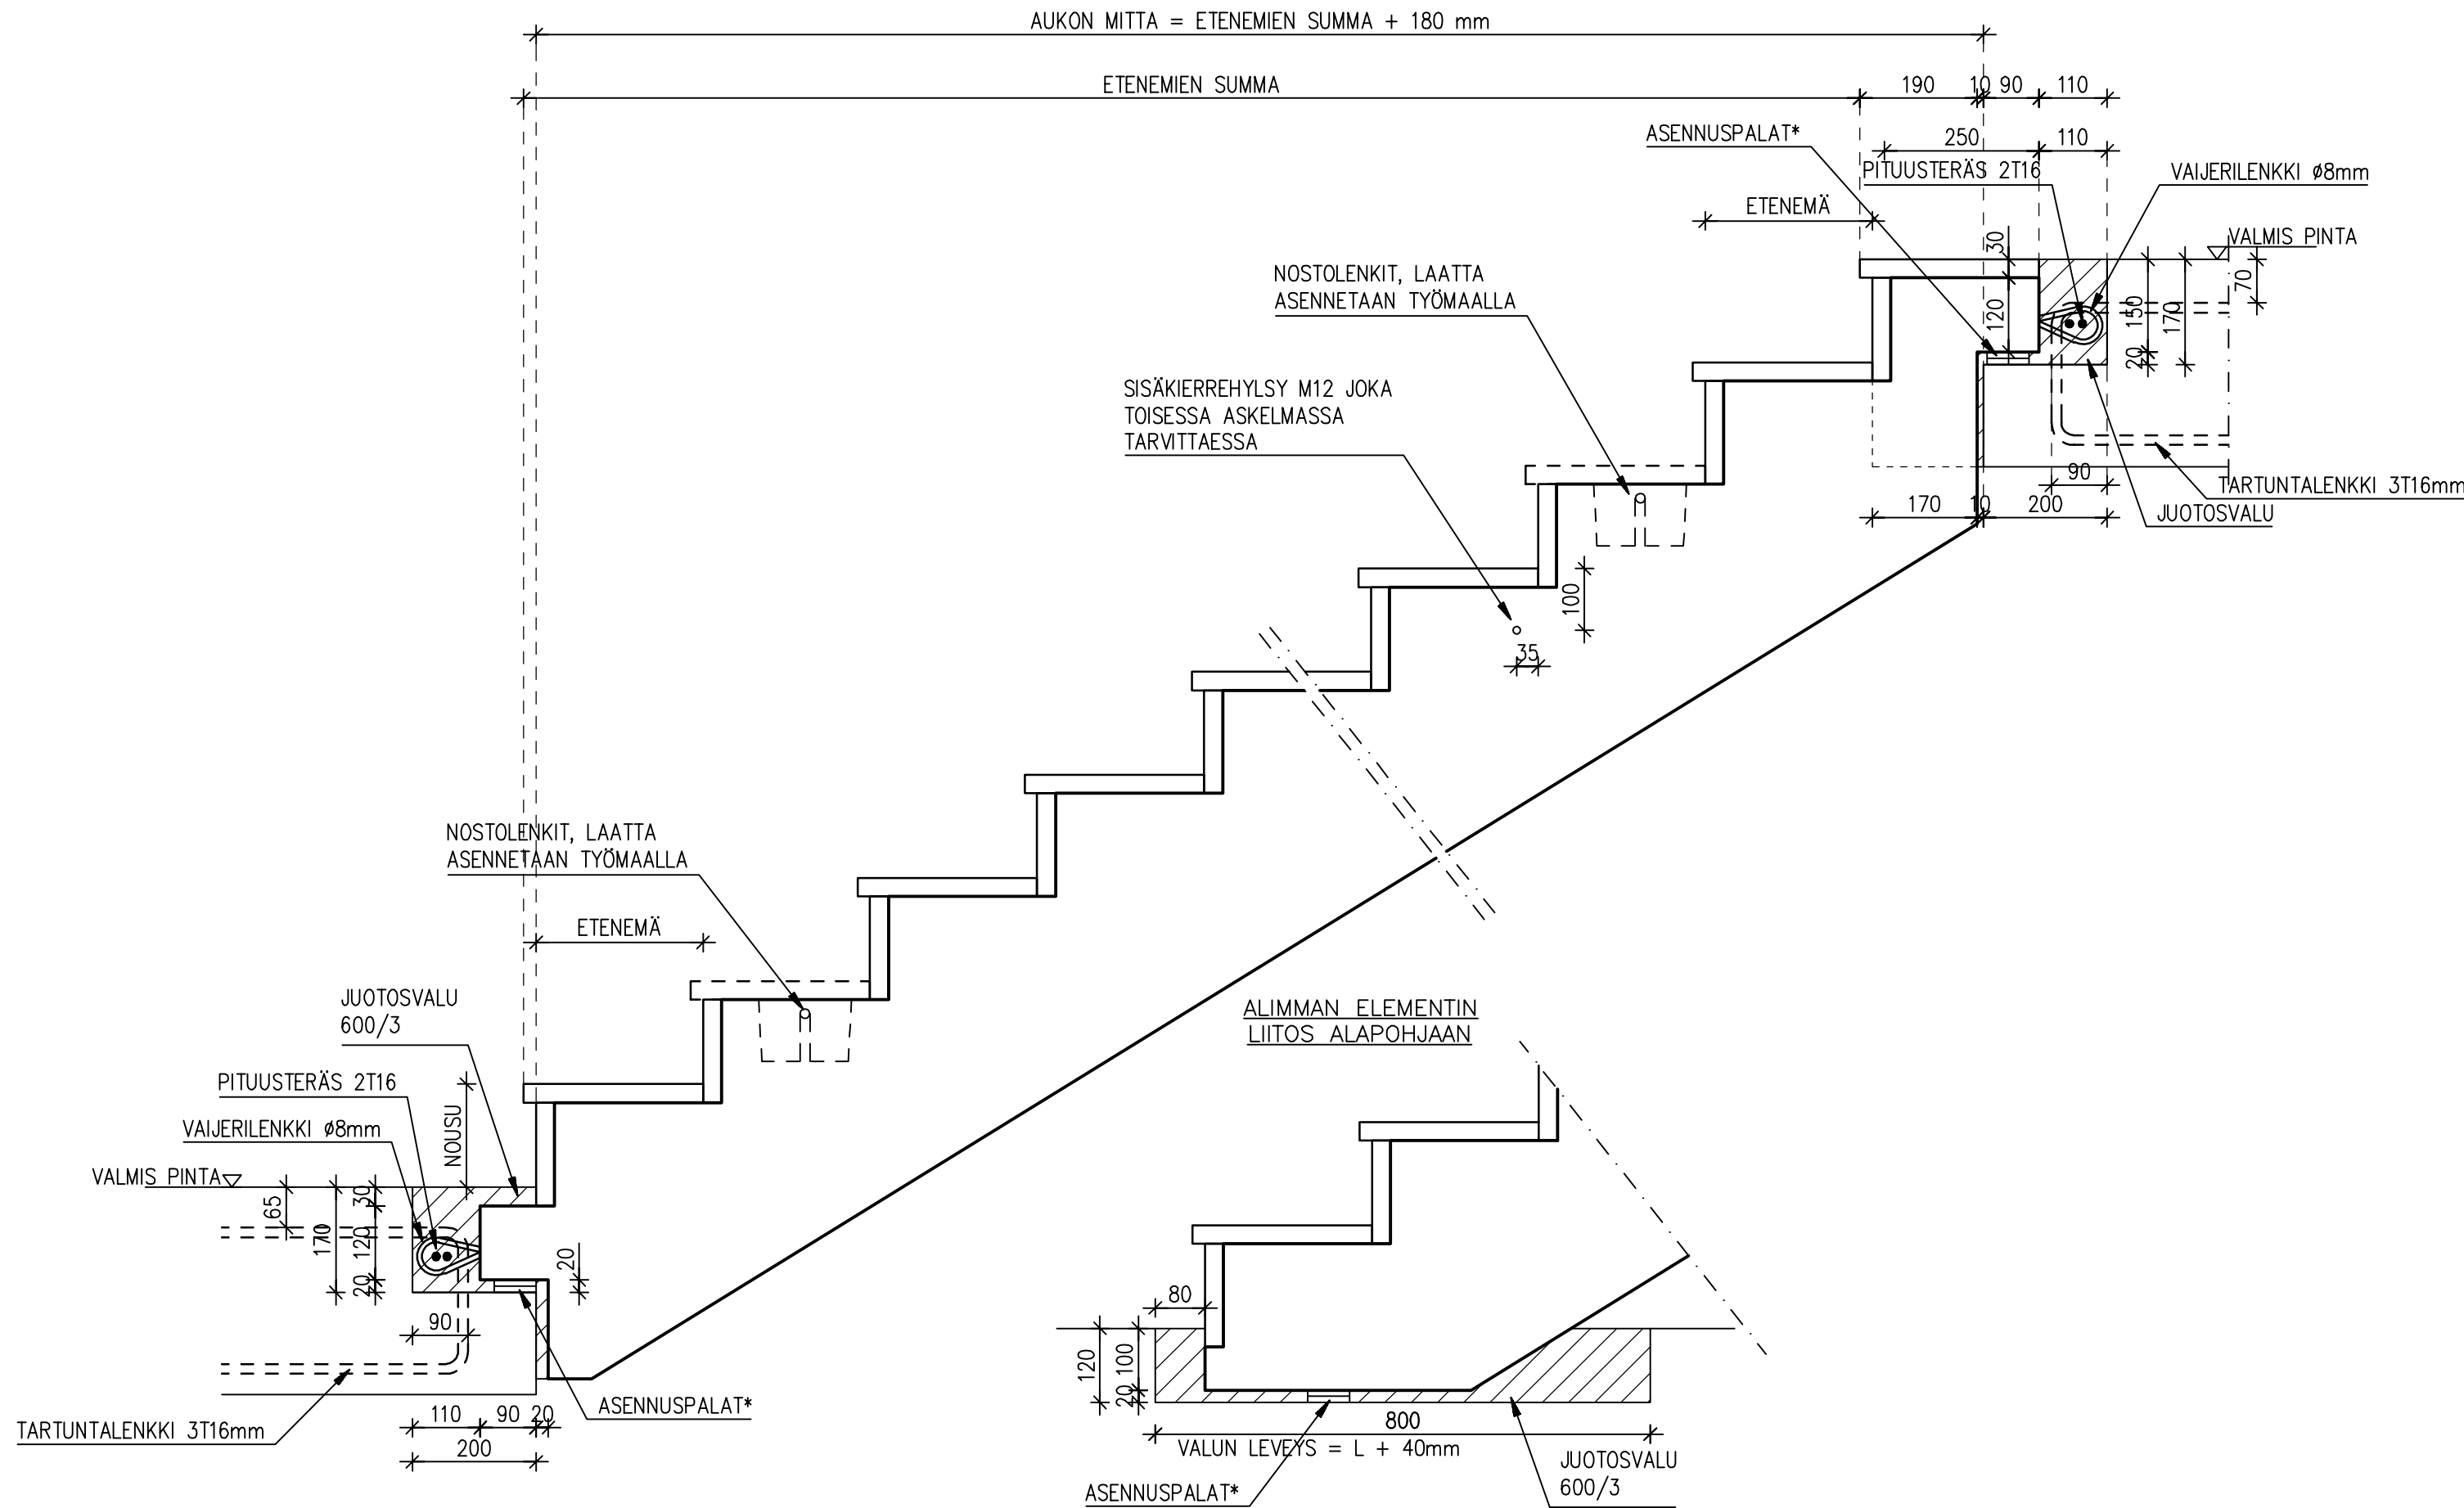 AUKON MITTA = ETENEMIEN SUMMA + 180 mm
ETENEMIEN SUMMA
190
10
90
110
ASENNUSPALAT*
250
110
PITUUSTERÄS 2T16
VAIJERILENKKI ø8mm
ETENEMÄ
30
VALMIS PINTA
NOSTOLENKIT, LAATTA
ASENNETAAN TYÖMAALLA
70
120
150
170
20
SISÄKIERREHYLSY M12 JOKA
TOISESSA ASKELMASSA
TARVITTAESSA
90
TARTUNTALENKKI 3T16mm
170
10
200
JUOTOSVALU
100
35
NOSTOLENKIT, LAATTA
ASENNETAAN TYÖMAALLA
ETENEMÄ
JUOTOSVALU
600/3
ALIMMAN ELEMENTIN
LIITOS ALAPOHJAAN
PITUUSTERÄS 2T16
NOUSU
VAIJERILENKKI ø8mm
VALMIS PINTA
65
170
30
120
20
20
90
80
120
100
20
ASENNUSPALAT*
110
90
20
TARTUNTALENKKI 3T16mm
200
800
VALUN LEVEYS = L + 40mm
JUOTOSVALU
600/3
ASENNUSPALAT*